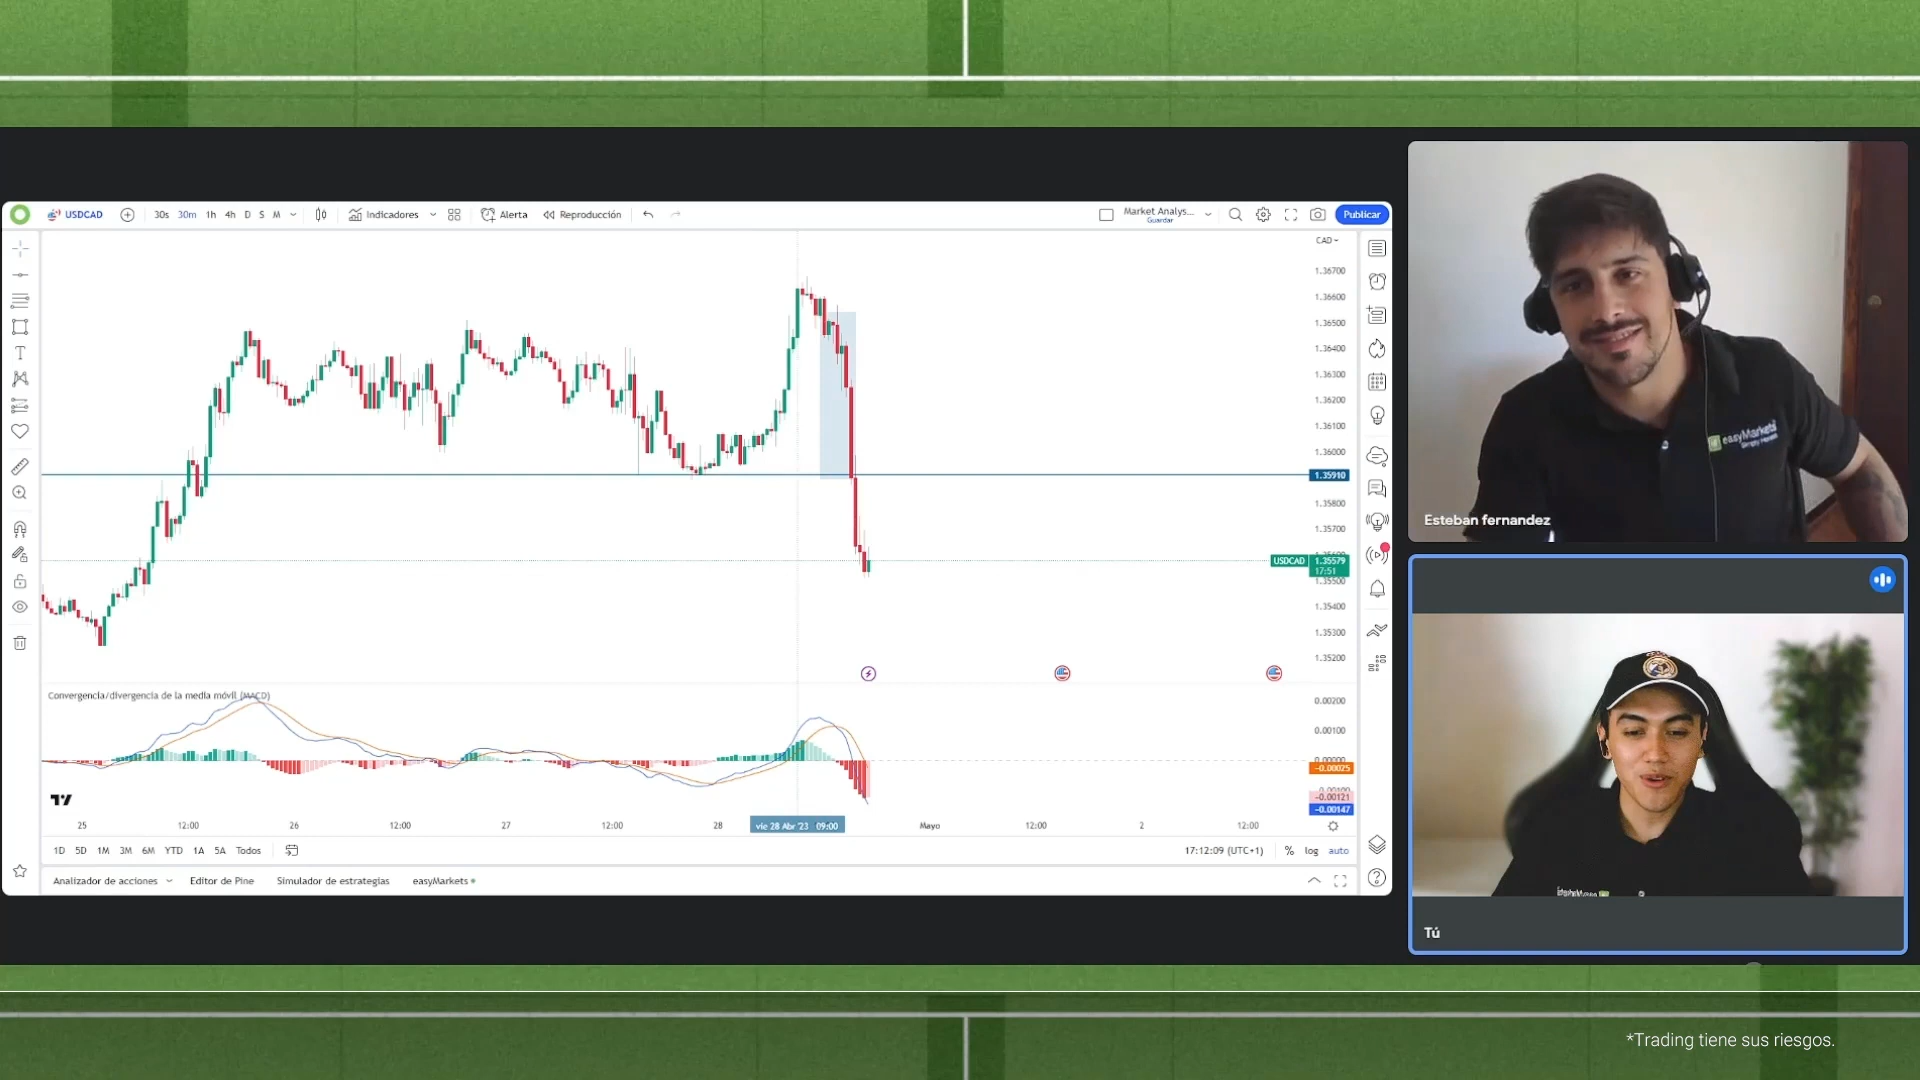 USDCAD 30s 30m 1h 4h D S M Indicadores Alerta Reproducción Market Analys... Publicar
Guardar
CAD
1.36700
1.36600
1.36500
1.36400
1.36300
1.36200
1.36100
1.36000
1.35910
1.35800
1.35700
USDCAD 1.35579
17:51
1.35500
1.35400
1.35300
1.35200
Convergencia/divergencia de la media móvil (MACD)
0.00200
0.00100
0.00000
−0.00025
−0.00121
−0.00147
25 12:00 26 12:00 27 12:00 28 vie 28 Abr '23 09:00 Mayo 12:00 2 12:00
1D 5D 1M 3M 6M YTD 1A 5A Todos 17:12:09 (UTC+1) % log auto
Analizador de acciones Editor de Pine Simulador de estrategias easyMarkets
easyMarkets
Simply Honest
Esteban fernandez
Tú
*Trading tiene sus riesgos.